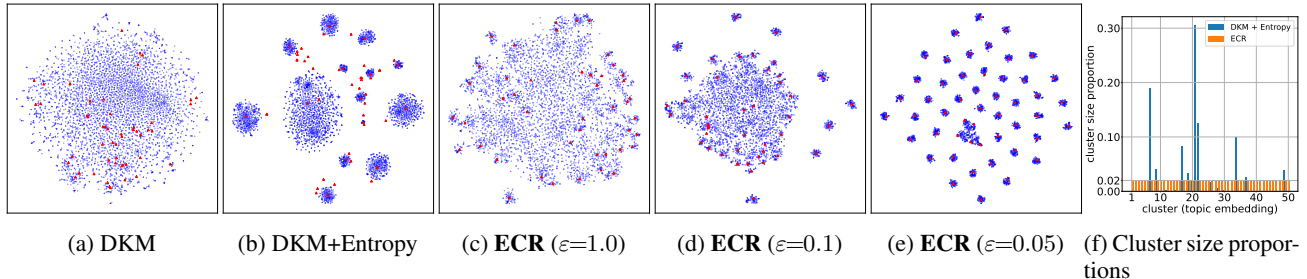 DKM + Entropy
ECR
cluster size proportion
0.30
0.20
0.10
0.02
0.00
1 10 20 30 40 50
cluster (topic embedding)
(a) DKM
(b) DKM+Entropy
(c) ECR (ε=1.0)
(d) ECR (ε=0.1)
(e) ECR (ε=0.05)
(f) Cluster size propor-
tions